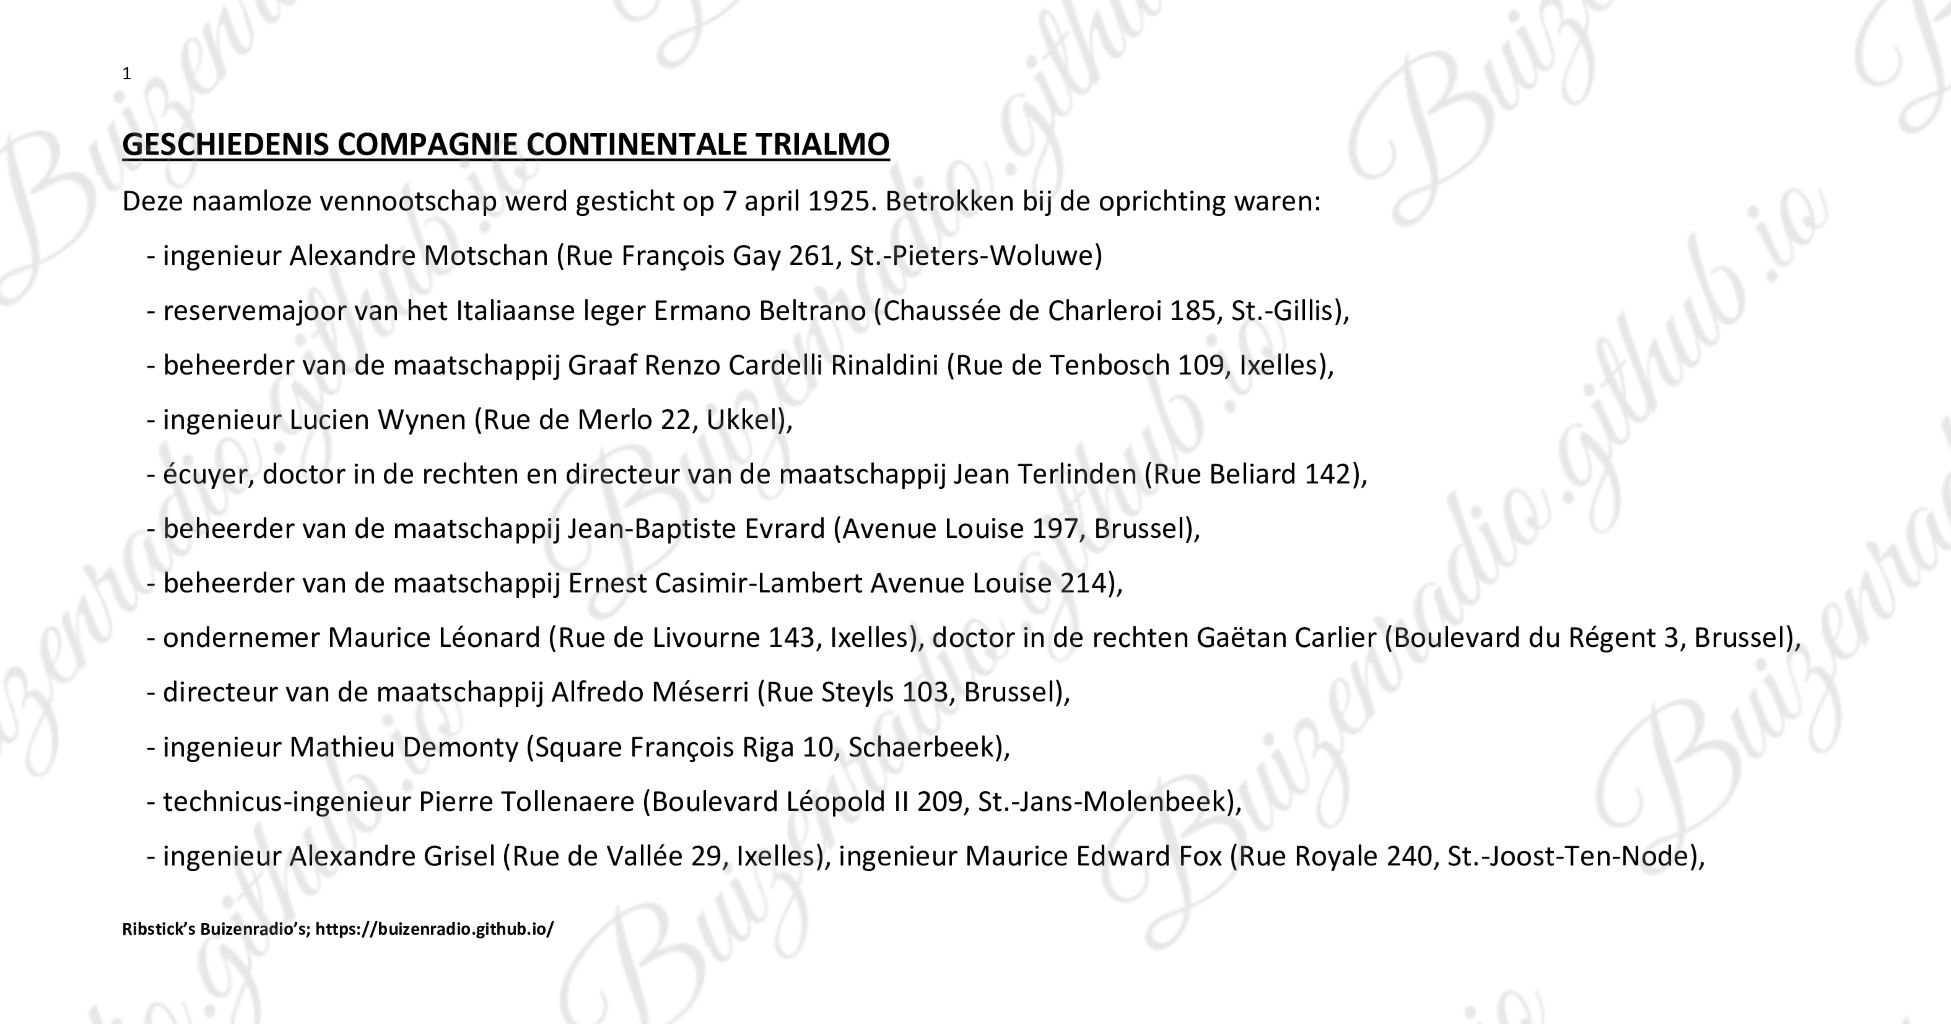 1
GESCHIEDENIS COMPAGNIE CONTINENTALE TRIALMO
Deze naamloze vennootschap werd gesticht op 7 april 1925. Betrokken bij de oprichting waren:
- ingenieur Alexandre Motschan (Rue François Gay 261, St.-Pieters-Woluwe)
- reservemajoor van het Italiaanse leger Ermano Beltrano (Chaussée de Charleroi 185, St.-Gillis),
- beheerder van de maatschappij Graaf Renzo Cardelli Rinaldini (Rue de Tenbosch 109, Ixelles),
- ingenieur Lucien Wynen (Rue de Merlo 22, Ukkel),
- écuyer, doctor in de rechten en directeur van de maatschappij Jean Terlinden (Rue Beliard 142),
- beheerder van de maatschappij Jean-Baptiste Evrard (Avenue Louise 197, Brussel),
- beheerder van de maatschappij Ernest Casimir-Lambert Avenue Louise 214),
- ondernemer Maurice Léonard (Rue de Livourne 143, Ixelles), doctor in de rechten Gaëtan Carlier (Boulevard du Régent 3, Brussel),
- directeur van de maatschappij Alfredo Méserri (Rue Steyls 103, Brussel),
- ingenieur Mathieu Demonty (Square François Riga 10, Schaerbeek),
- technicus-ingenieur Pierre Tollenaere (Boulevard Léopold II 209, St.-Jans-Molenbeek),
- ingenieur Alexandre Grisel (Rue de Vallée 29, Ixelles), ingenieur Maurice Edward Fox (Rue Royale 240, St.-Joost-Ten-Node),
Ribstick’s Buizenradio’s; https://buizenradio.github.io/
Buizenradio.github.io